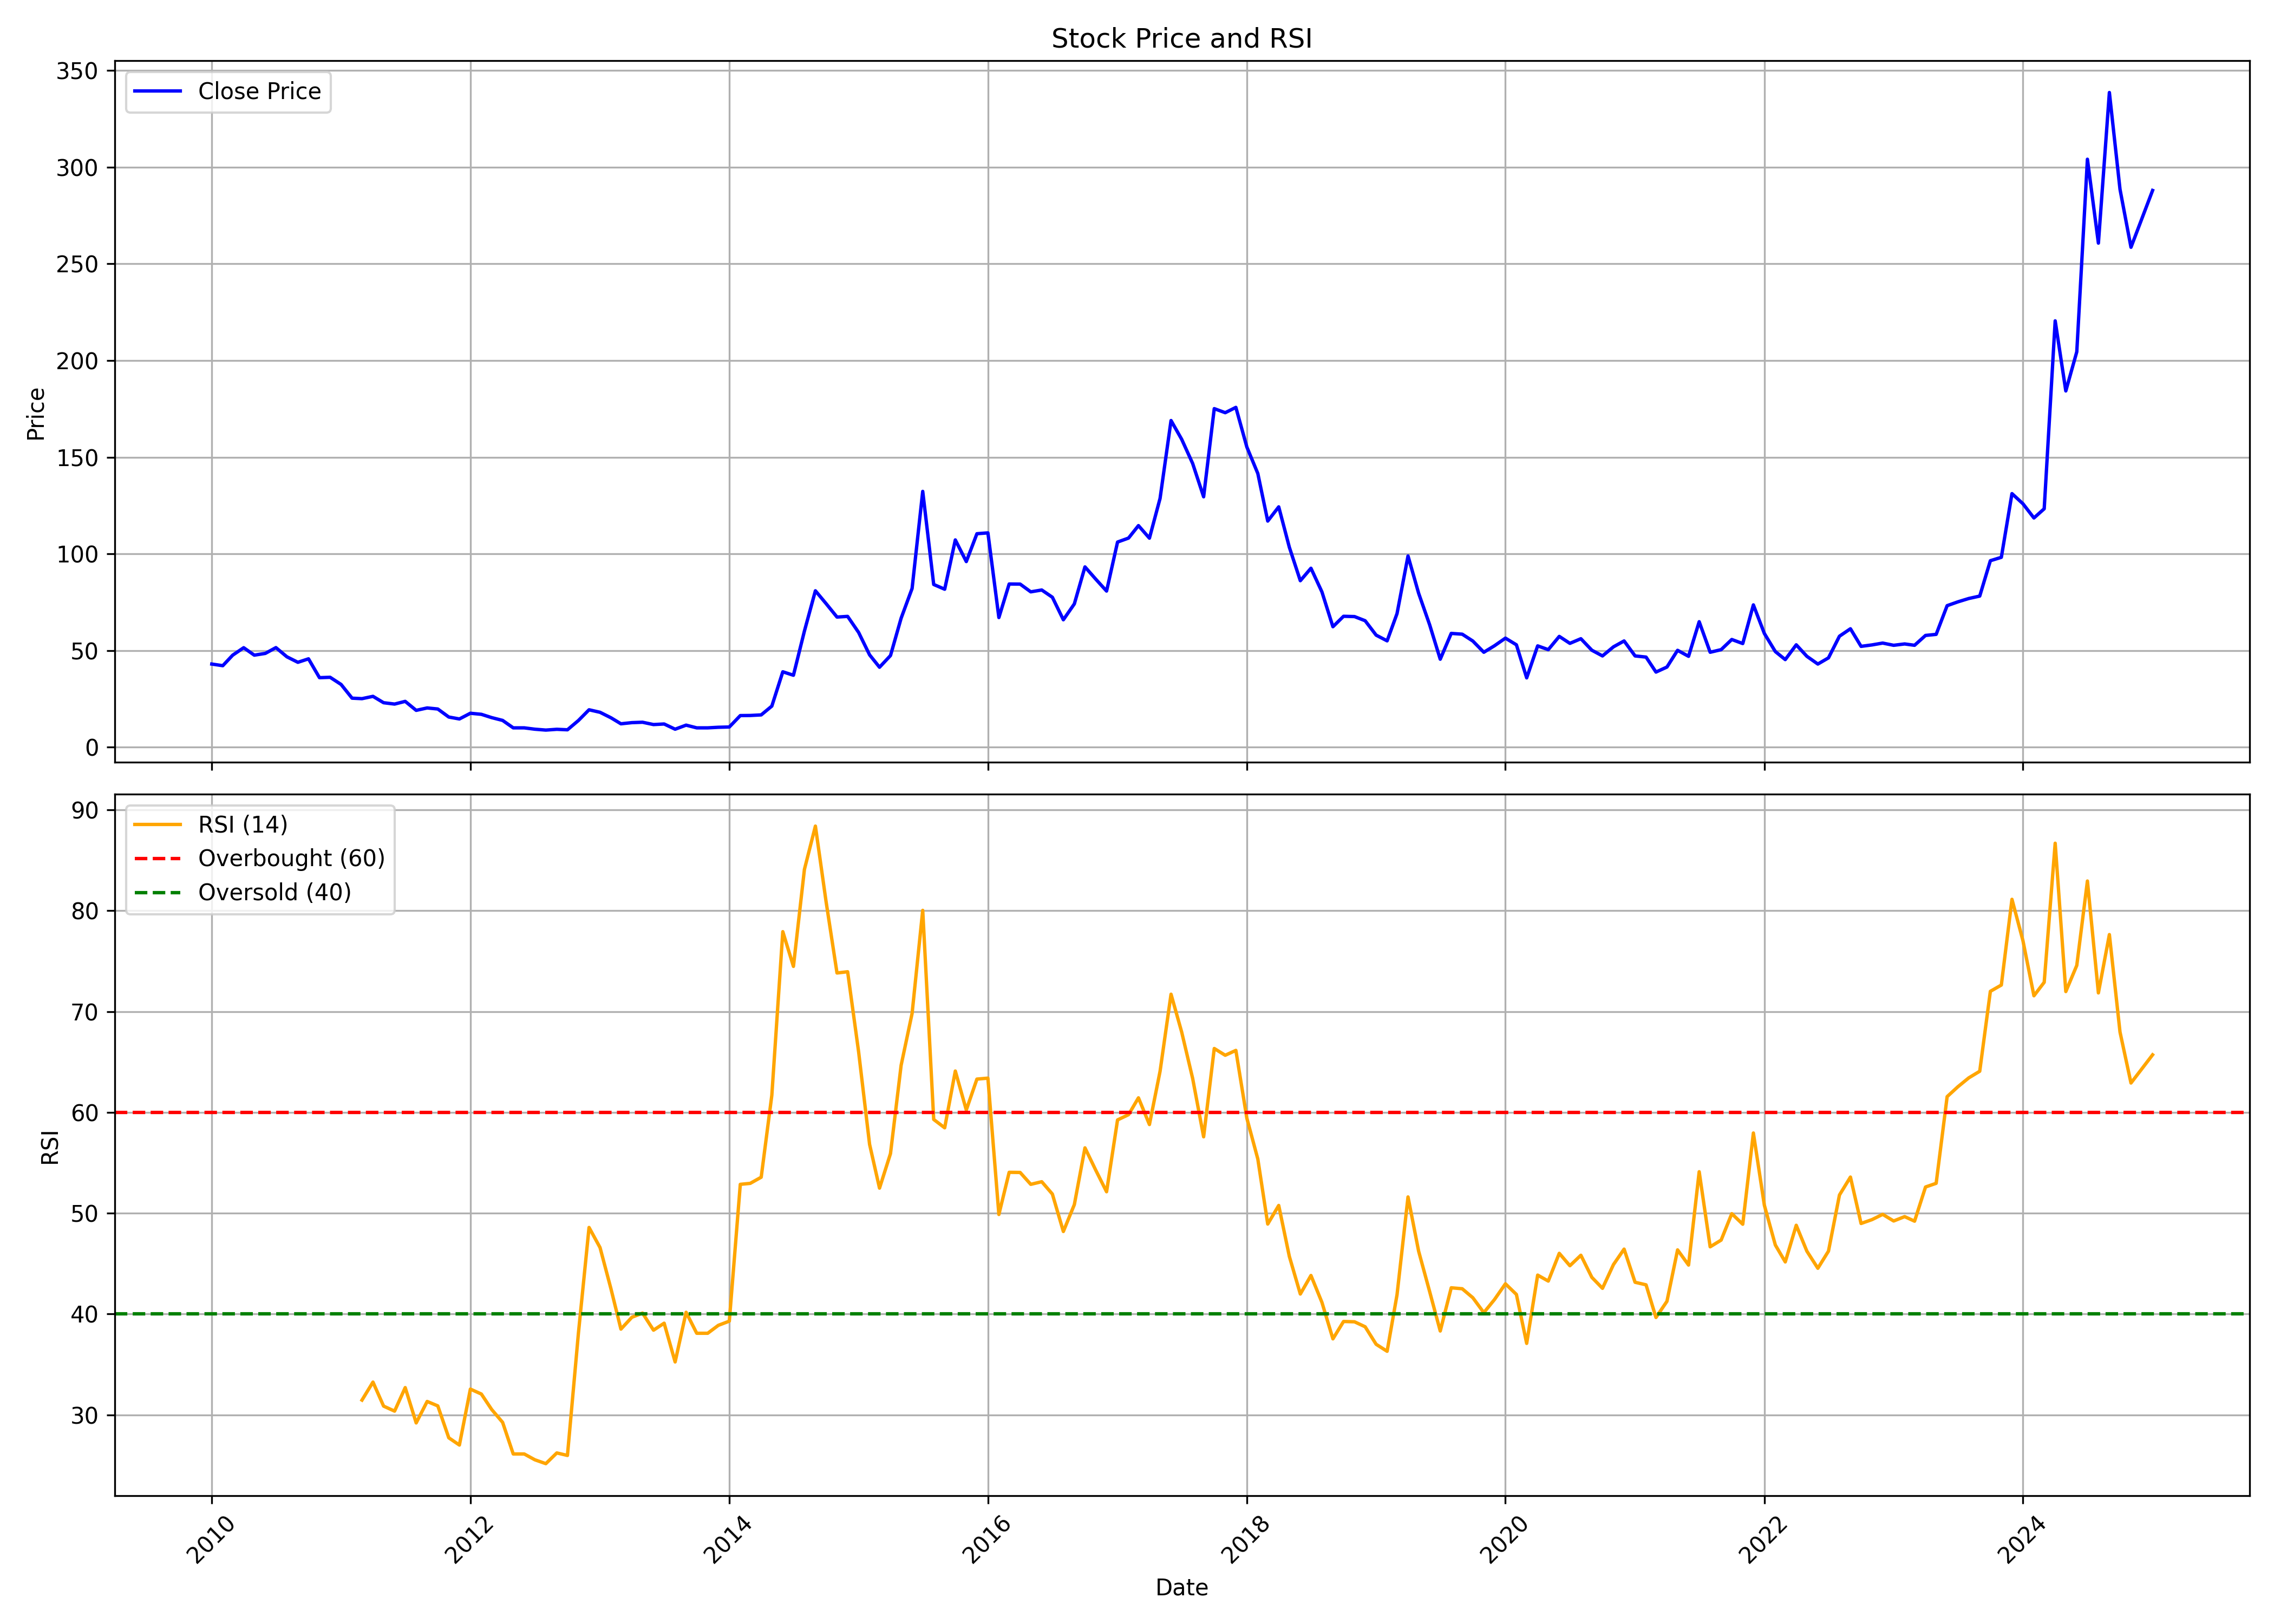 Stock Price and RSI
Close Price
Price
350
300
250
200
150
100
50
0
RSI (14)
Overbought (60)
Oversold (40)
RSI
90
80
70
60
50
40
30
2010
2012
2014
2016
2018
2020
2022
2024
Date